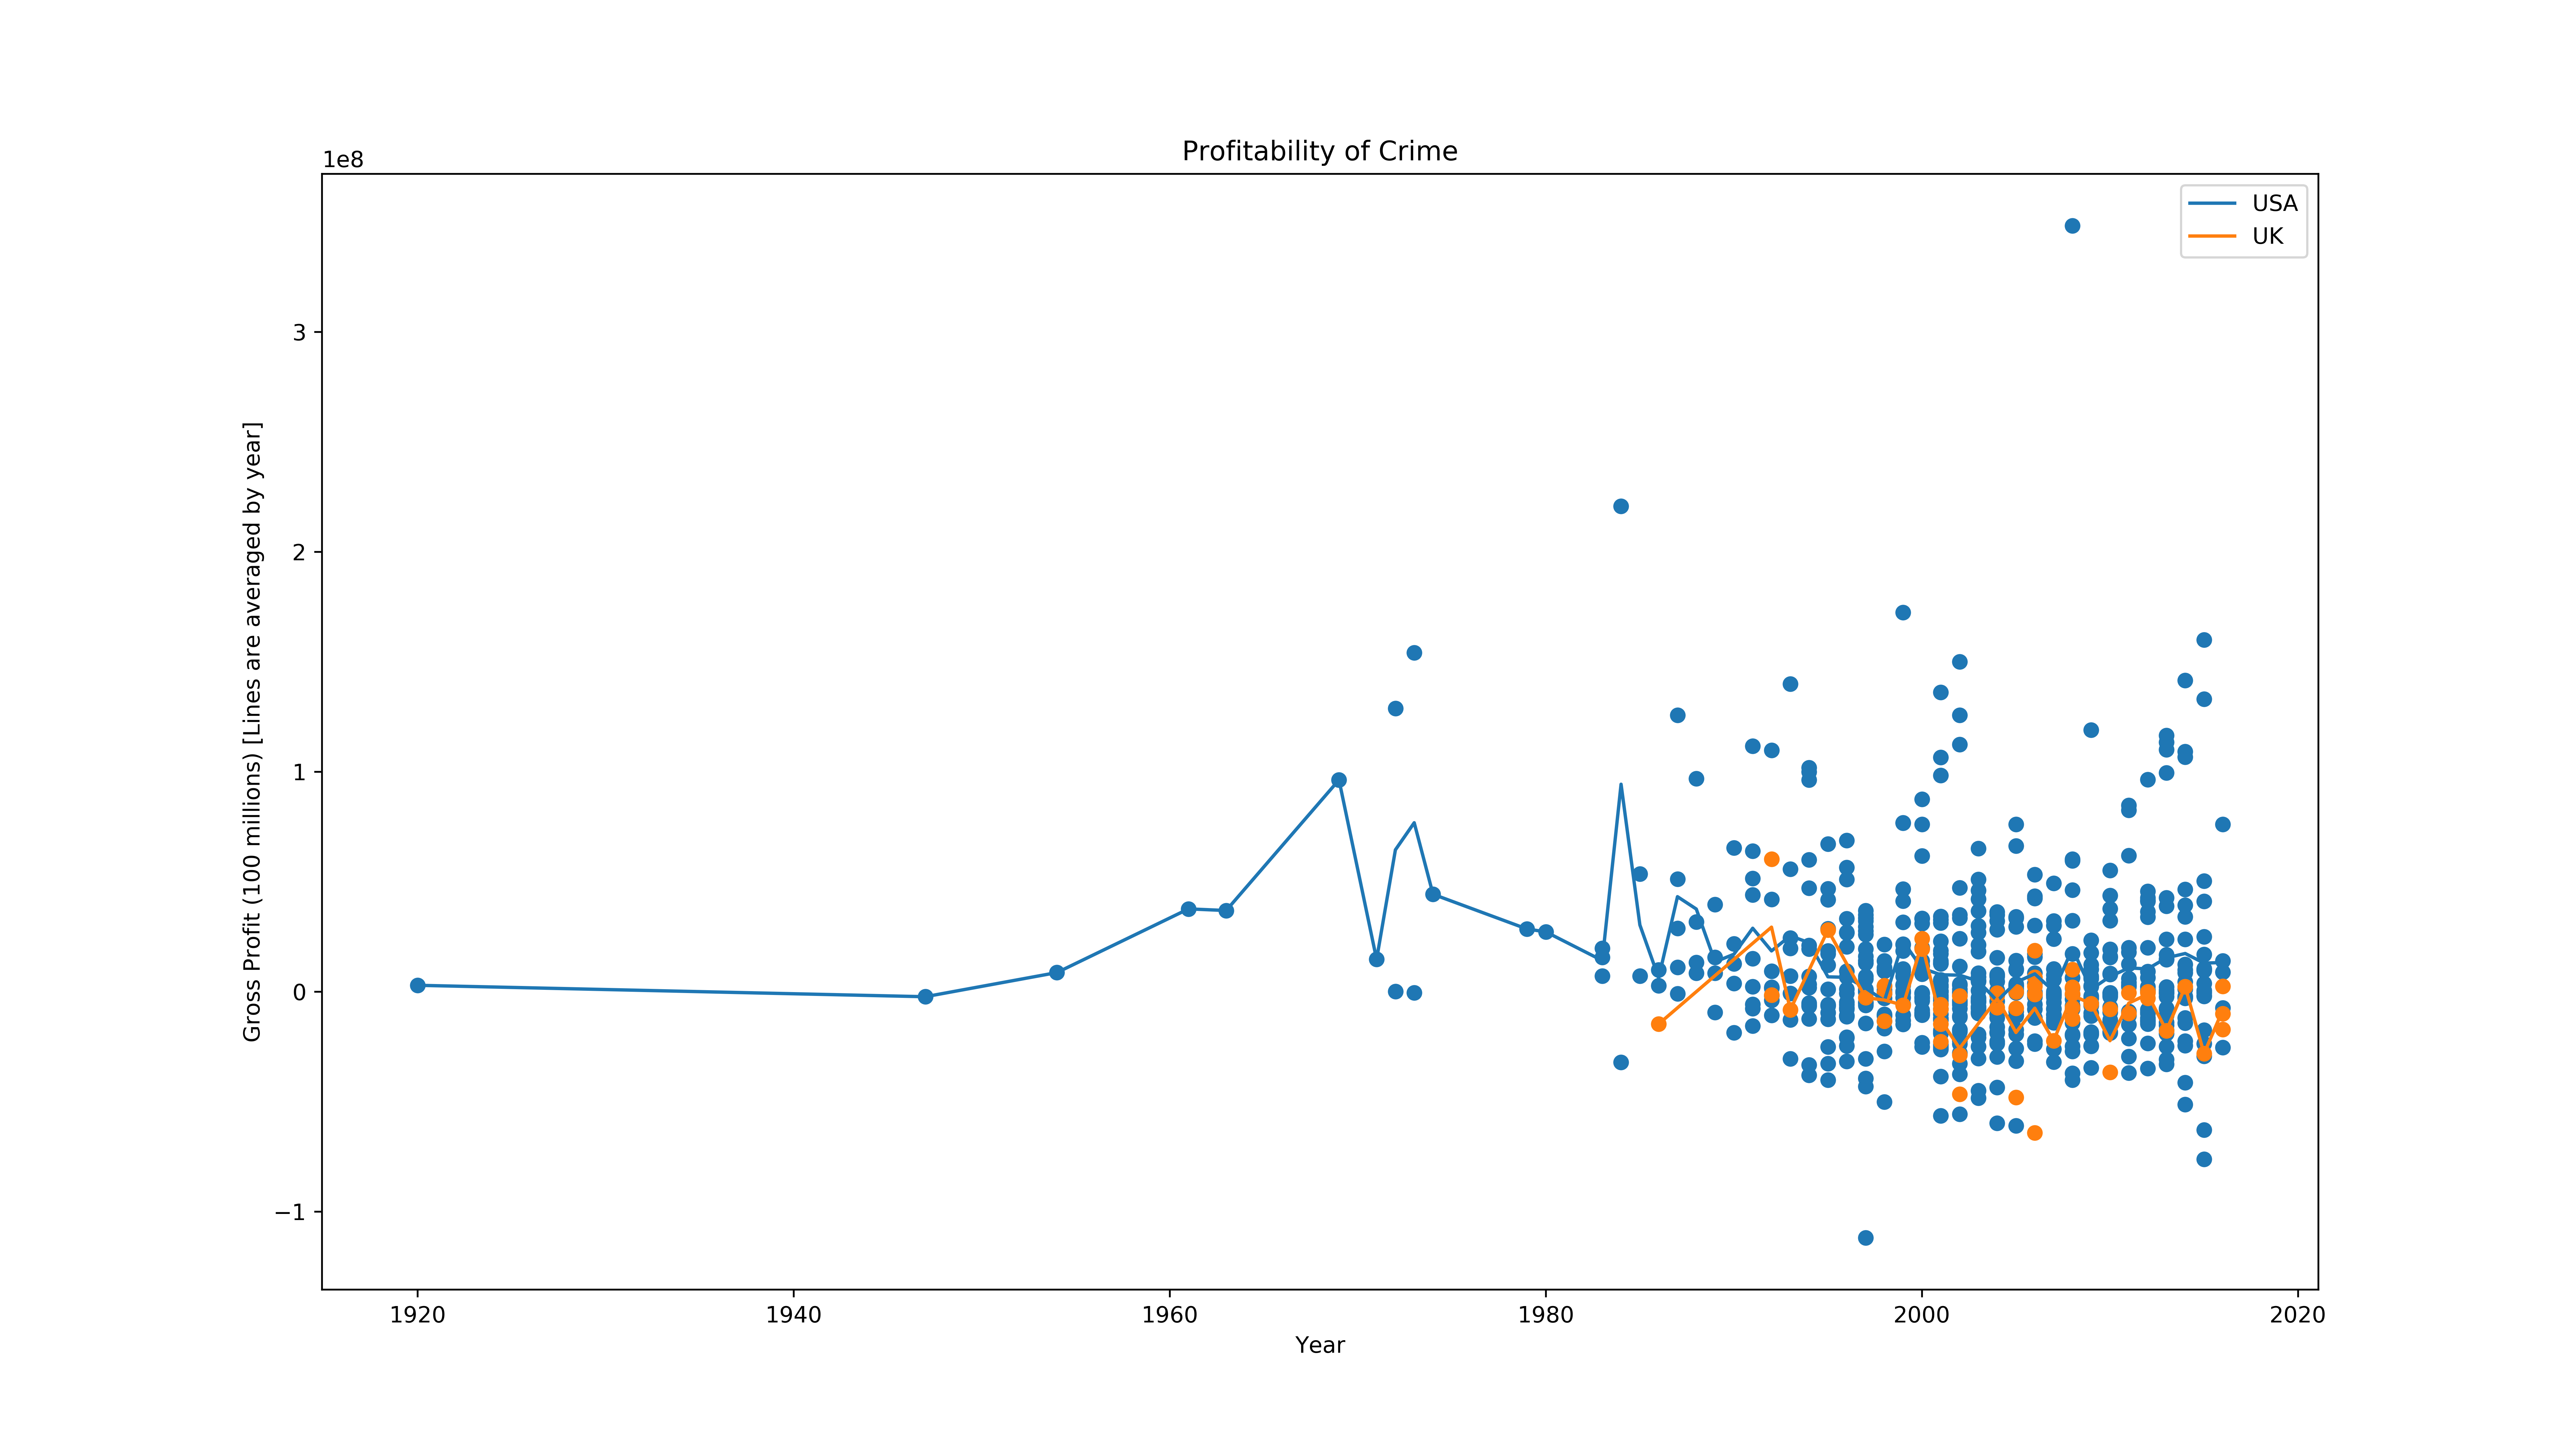 Profitability of Crime
1e8
USA
UK
3
2
1
0
−1
Gross Profit (100 millions) [Lines are averaged by year]
1920 1940 1960 1980 2000 2020
Year